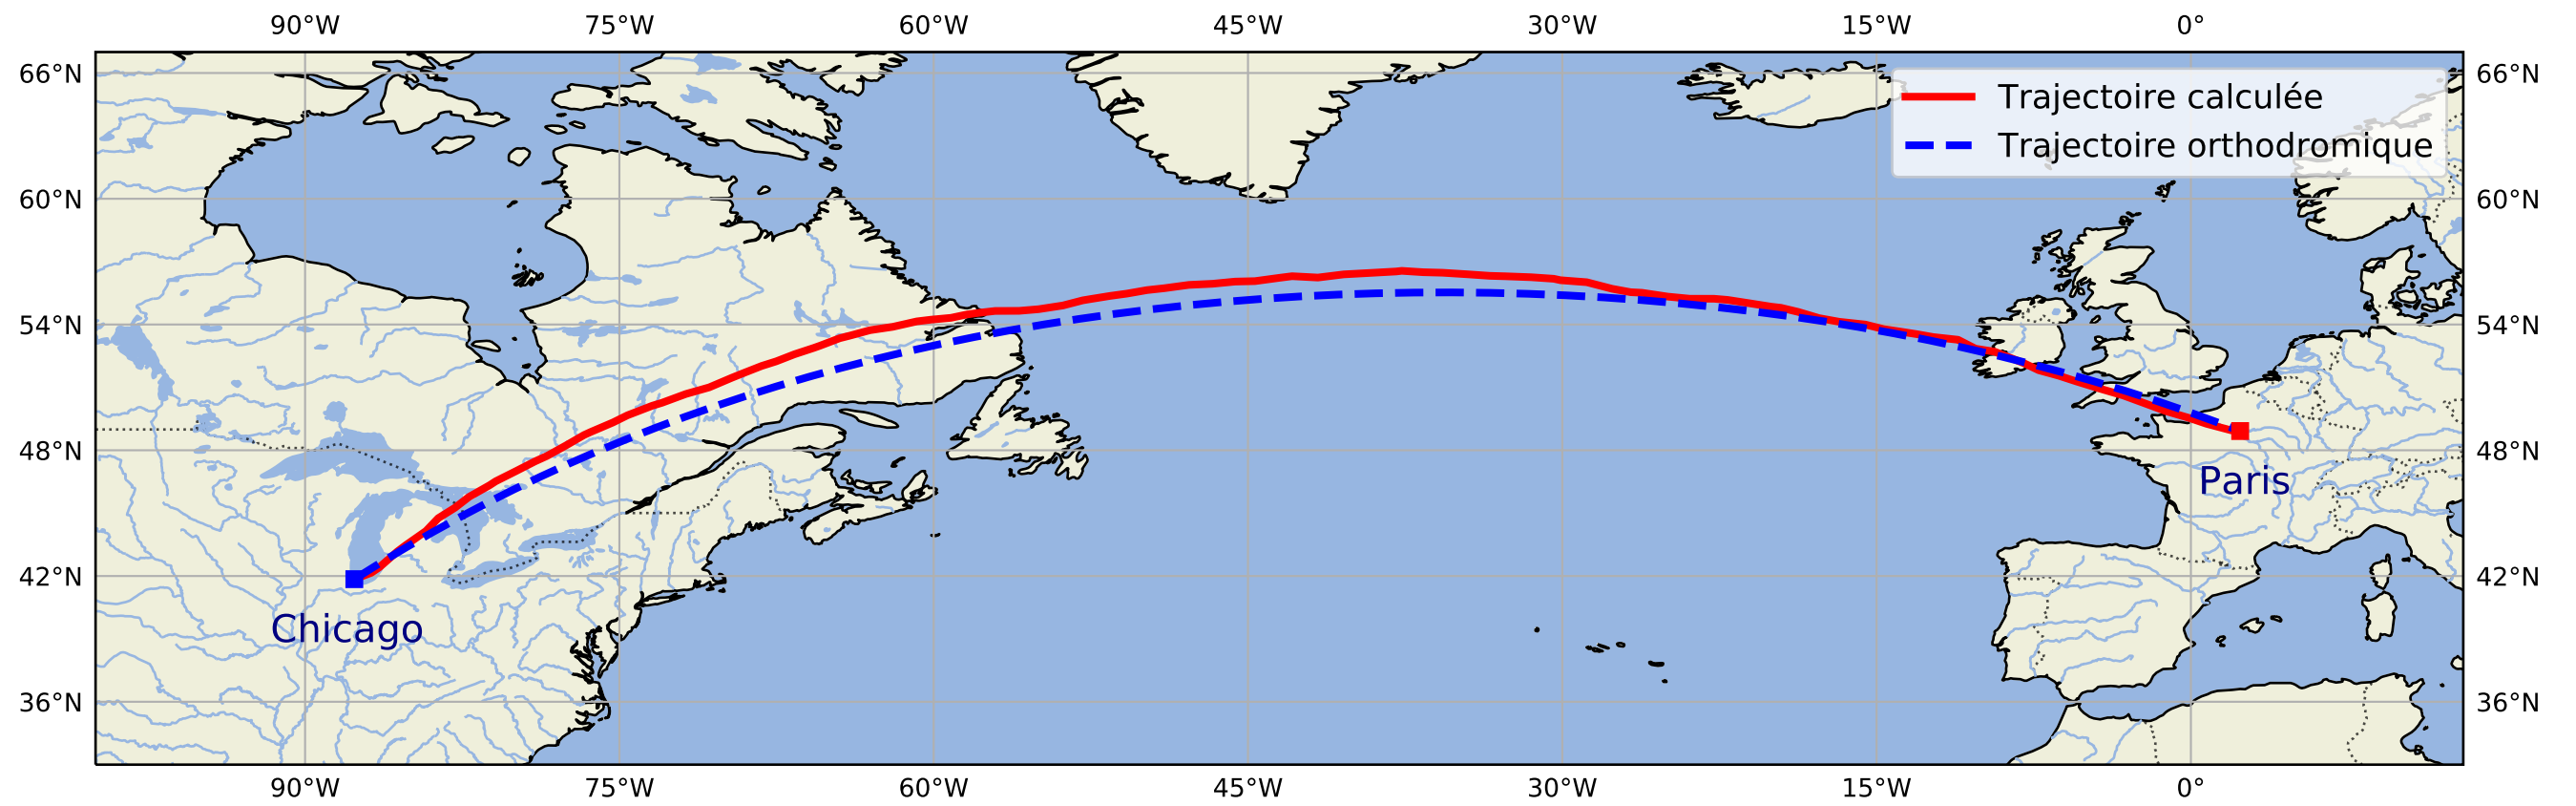 90°W 75°W 60°W 45°W 30°W 15°W 0°
66°N 66°N
Trajectoire calculée
Trajectoire orthodromique
60°N 60°N
54°N 54°N
48°N 48°N
Paris
42°N 42°N
Chicago
36°N 36°N
90°W 75°W 60°W 45°W 30°W 15°W 0°